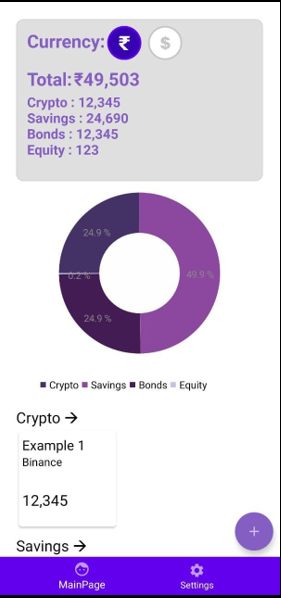 Currency: ₹ $
Total:₹49,503
Crypto : 12,345
Savings : 24,690
Bonds : 12,345
Equity : 123
24.9 %
0.2 %
49.9 %
24.9 %
Crypto Savings Bonds Equity
Crypto →
Example 1
Binance
12,345
Savings →
+
MainPage Settings